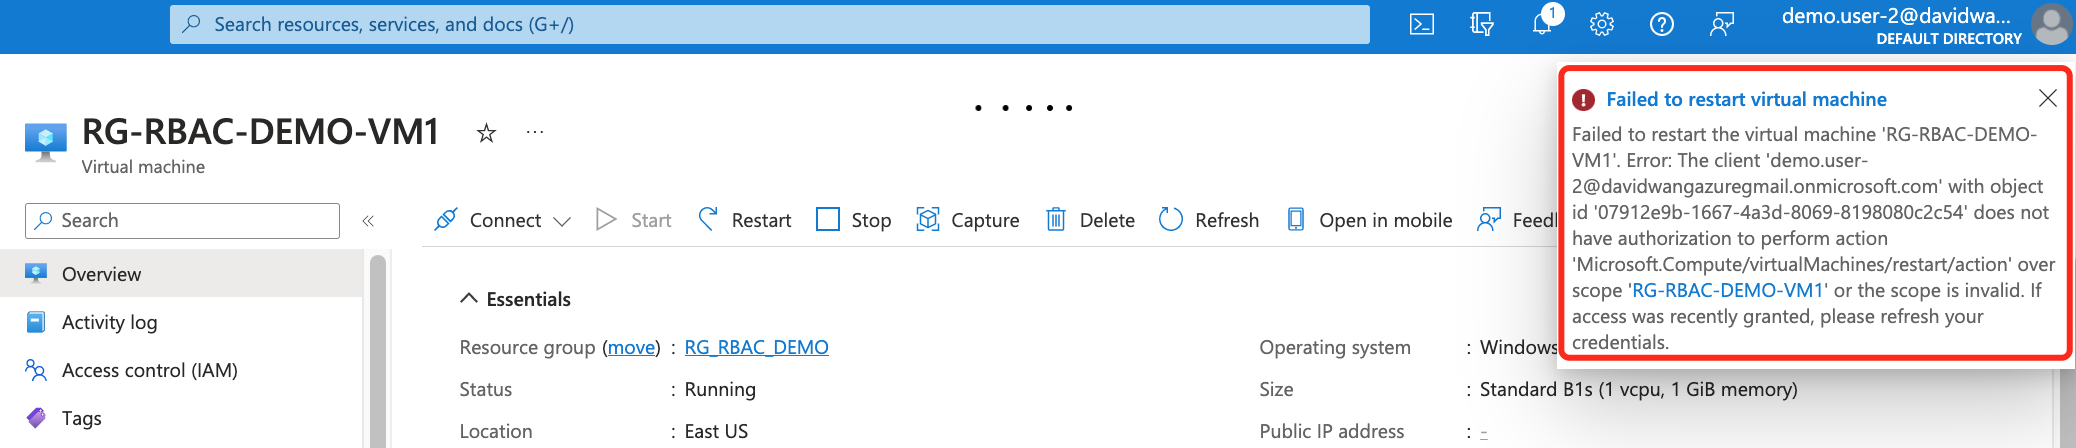 Search resources, services, and docs (G+/)
1
demo.user-2@davidwa...
DEFAULT DIRECTORY
RG-RBAC-DEMO-VM1
Virtual machine
Failed to restart virtual machine
Failed to restart the virtual machine 'RG-RBAC-DEMO-
VM1'. Error: The client 'demo.user-
2@davidwangazuregmail.onmicrosoft.com' with object
id '07912e9b-1667-4a3d-8069-8198080c2c54' does not
have authorization to perform action
'Microsoft.Compute/virtualMachines/restart/action' over
scope 'RG-RBAC-DEMO-VM1' or the scope is invalid. If
access was recently granted, please refresh your
credentials.
Search
Connect Start Restart Stop Capture Delete Refresh Open in mobile Feed
Overview
Activity log
Access control (IAM)
Tags
Essentials
Resource group (move) : RG_RBAC_DEMO
Status : Running
Location : East US
Operating system : Windows
Size : Standard B1s (1 vcpu, 1 GiB memory)
Public IP address : -